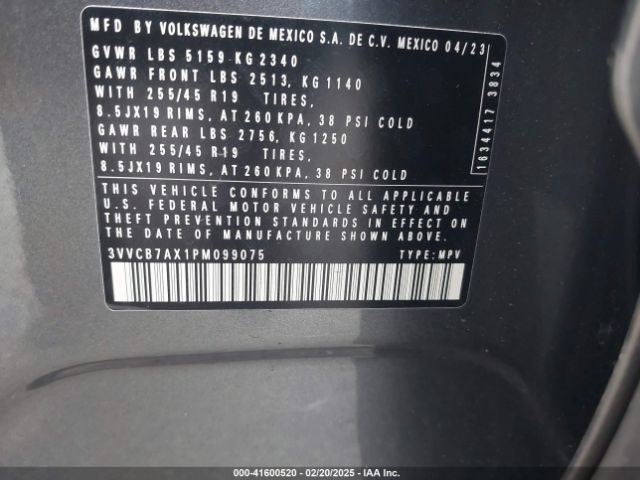 MFD BY VOLKSWAGEN DE MEXICO S.A. DE C.V. MEXICO 04/23
GVWR LBS 5159 KG 2340
GAWR FRONT LBS 2513, KG 1140
WITH 255/45 R19 TIRES,
8.5JX19 RIMS, AT 260 KPA, 38 PSI COLD
GAWR REAR LBS 2756, KG 1250
WITH 255/45 R19 TIRES,
8.5JX19 RIMS, AT 260 KPA, 38 PSI COLD
THIS VEHICLE CONFORMS TO ALL APPLICABLE
U.S. FEDERAL MOTOR VEHICLE SAFETY AND
THEFT PREVENTION STANDARDS IN EFFECT ON
THE DATE OF MANUFACTURE SHOWN ABOVE.
3VVCB7AX1PM099075 TYPE: MPV
1634417 3834
000-41600520 • 02/20/2025 • IAAI.COM